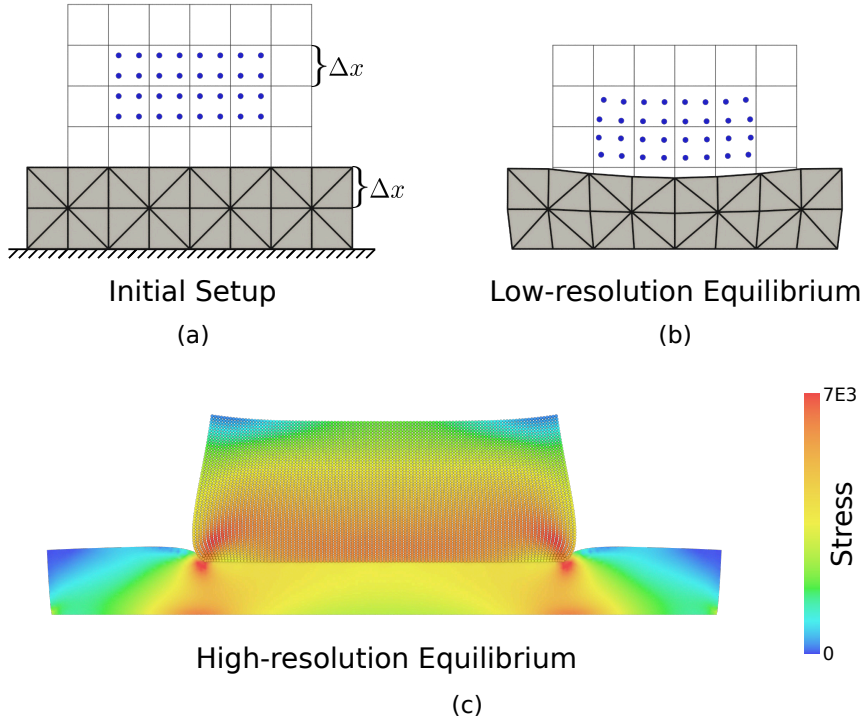 Δx
Δx
Initial Setup
(a)
Low-resolution Equilibrium
(b)
7E3
Stress
0
High-resolution Equilibrium
(c)